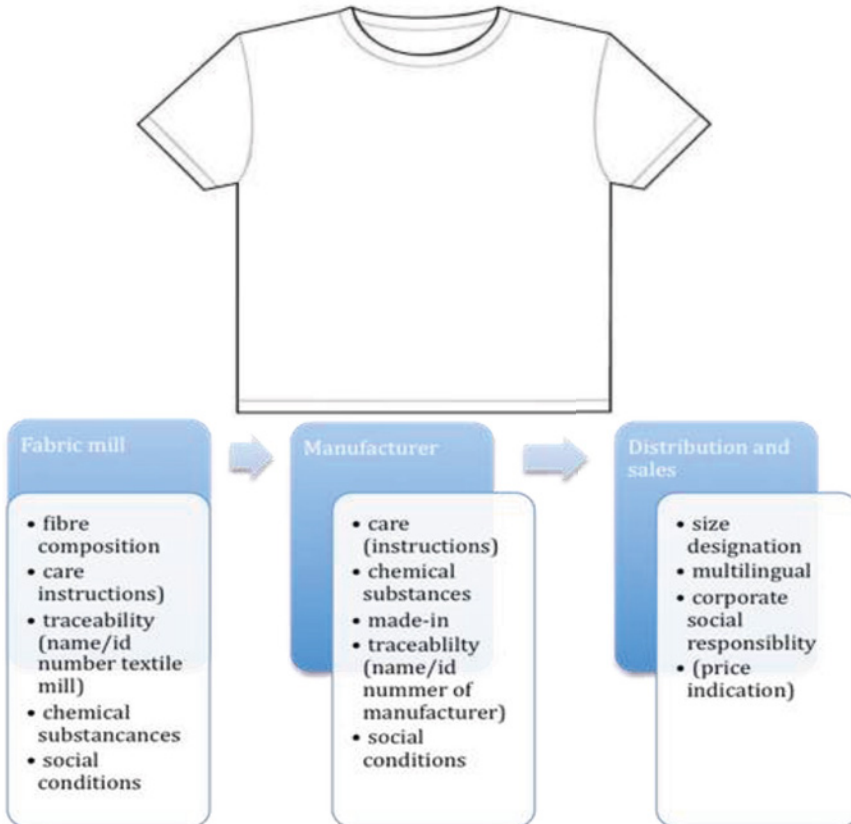 Fabric mill
• fibre
composition
• care
instructions)
• traceability
(name/id
number textile
mill)
• chemical
substancances
• social
conditions
Manufacturer
• care
(instructions)
• chemical
substances
• made-in
• traceablilty
(name/id
nummer of
manufacturer)
• social
conditions
Distribution and
sales
• size
designation
• multilingual
• corporate
social
responsiblity
• (price
indication)